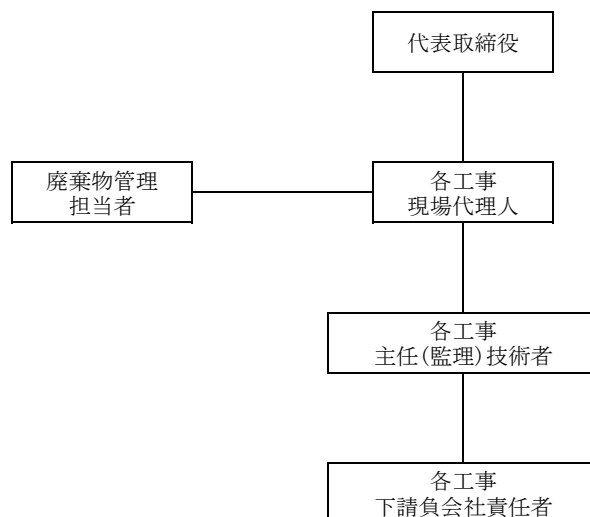 代表取締役
廃棄物管理
担当者
各工事
現場代理人
各工事
主任(監理)技術者
各工事
下請負会社責任者